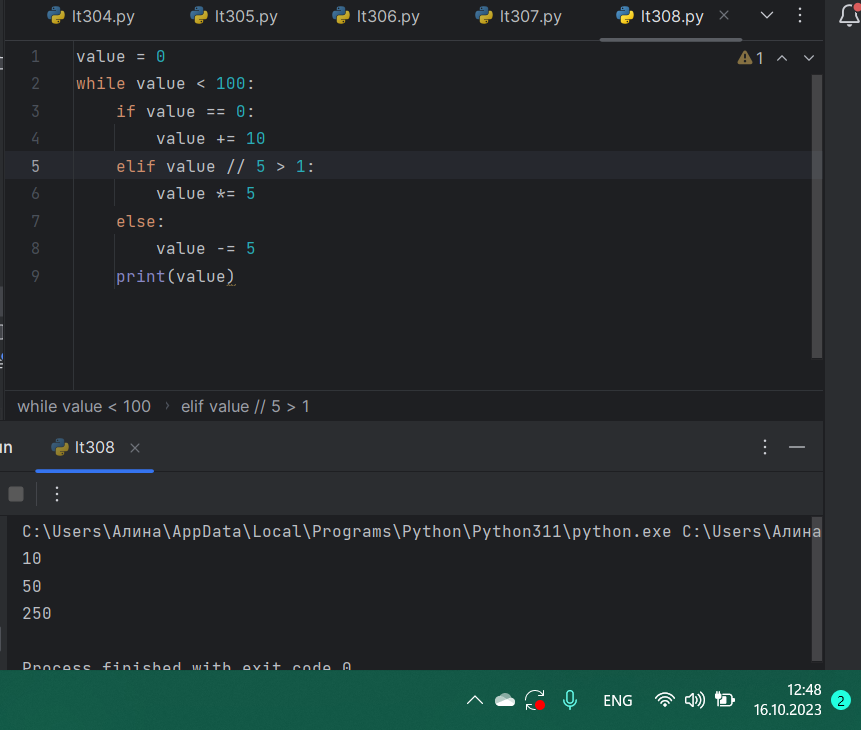 lt304.py lt305.py lt306.py lt307.py lt308.py
1 value = 0
1
2 while value < 100:
3 if value == 0:
4 value += 10
5 elif value // 5 > 1:
6 value *= 5
7 else:
8 value -= 5
9 print(value)
while value < 100 › elif value // 5 > 1
un lt308
C:\Users\Алина\AppData\Local\Programs\Python\Python311\python.exe C:\Users\Алина
10
50
250
Process finished with exit code 0
ENG 12:48 2
16.10.2023